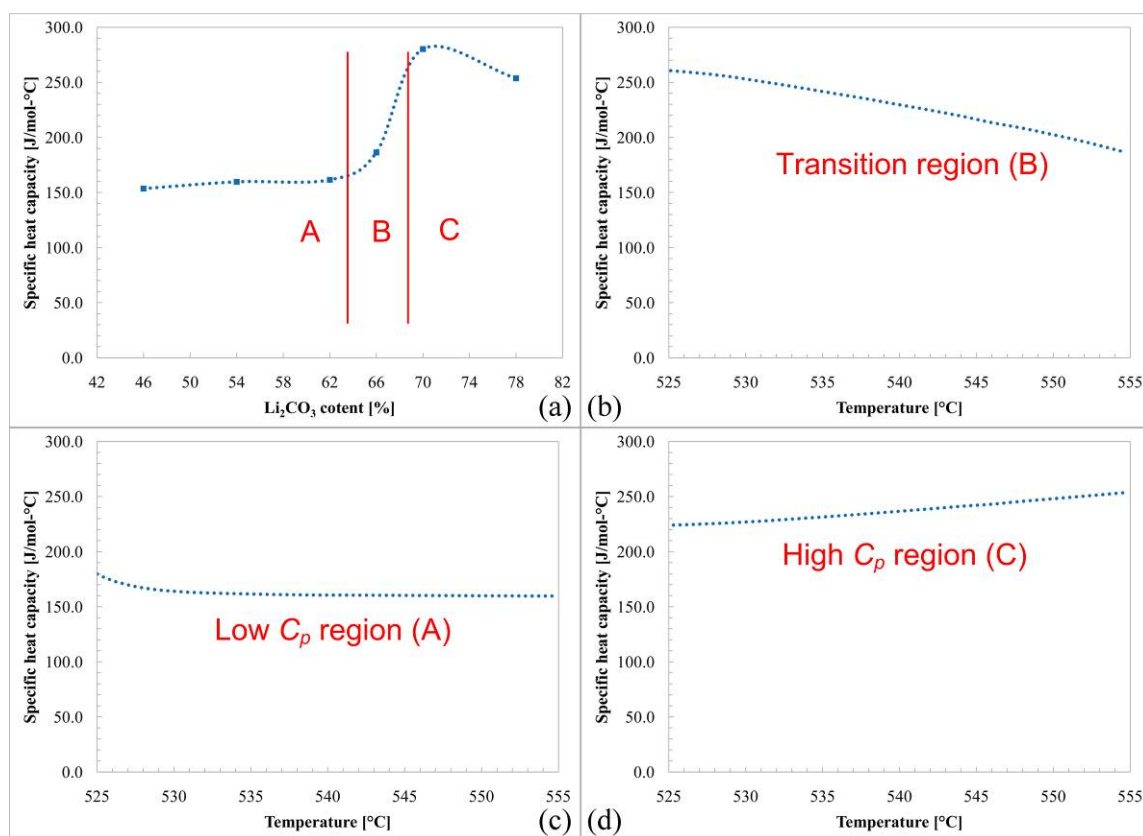 300.0
250.0
200.0
150.0
100.0
50.0
0.0
Specific heat capacity [J/mol-°C]
A
B
C
42 46 50 54 58 62 66 70 74 78 82
Li₂CO₃ cotent [%]
(a)
300.0
250.0
200.0
150.0
100.0
50.0
0.0
Specific heat capacity [J/mol-°C]
Transition region (B)
525 530 535 540 545 550 555
Temperature [°C]
(b)
300.0
250.0
200.0
150.0
100.0
50.0
0.0
Specific heat capacity [J/mol-°C]
Low Cₚ region (A)
525 530 535 540 545 550 555
Temperature [°C]
(c)
300.0
250.0
200.0
150.0
100.0
50.0
0.0
Specific heat capacity [J/mol-°C]
High Cₚ region (C)
525 530 535 540 545 550 555
Temperature [°C]
(d)